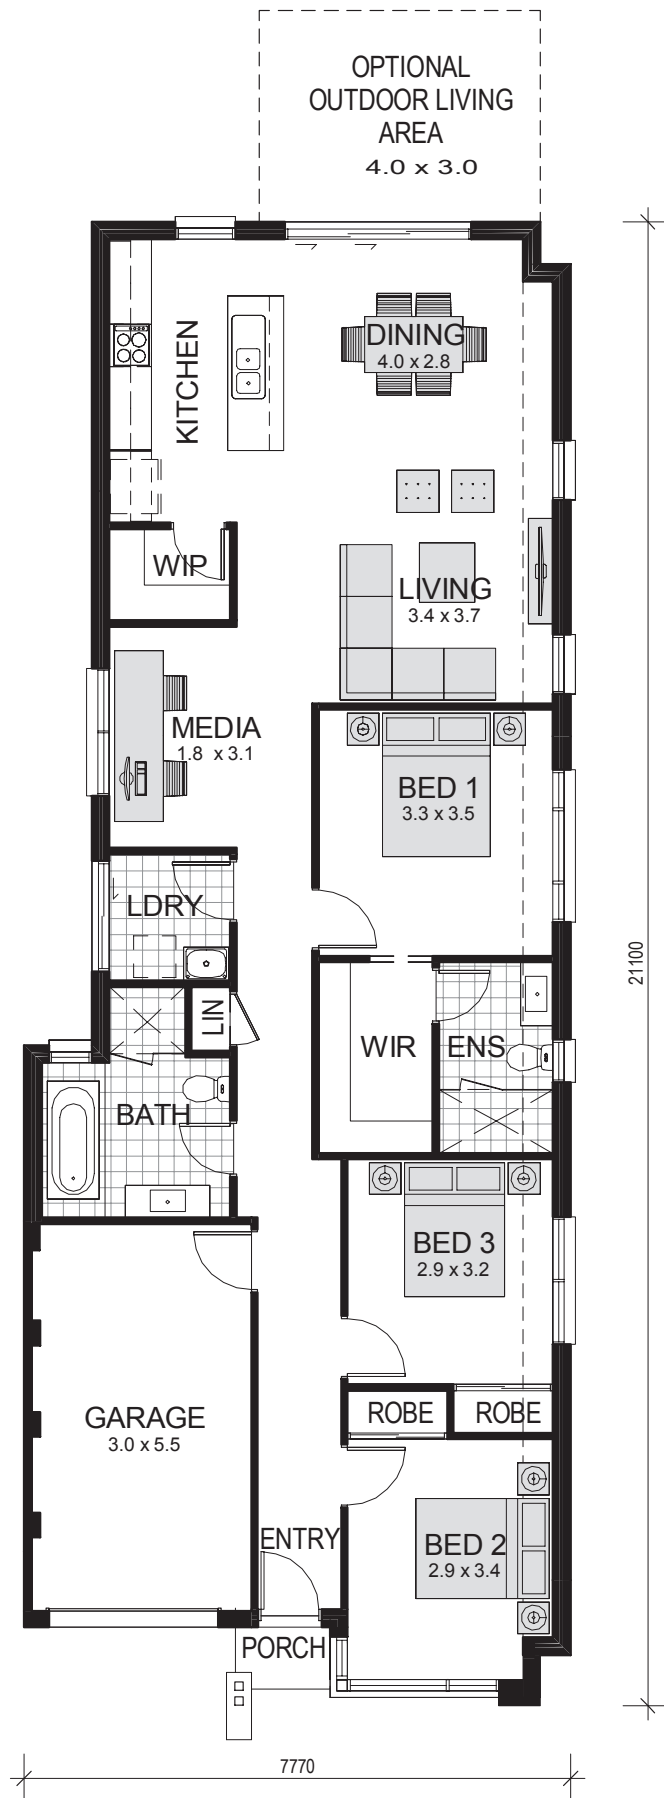 OPTIONAL
OUTDOOR LIVING
AREA
4.0 x 3.0
KITCHEN
DINING
4.0 x 2.8
WIP
LIVING
3.4 x 3.7
MEDIA
1.8 x 3.1
BED 1
3.3 x 3.5
LDRY
21100
LIN
WIR
ENS
BATH
BED 3
2.9 x 3.2
GARAGE
3.0 x 5.5
ROBE
ROBE
ENTRY
BED 2
2.9 x 3.4
PORCH
7770